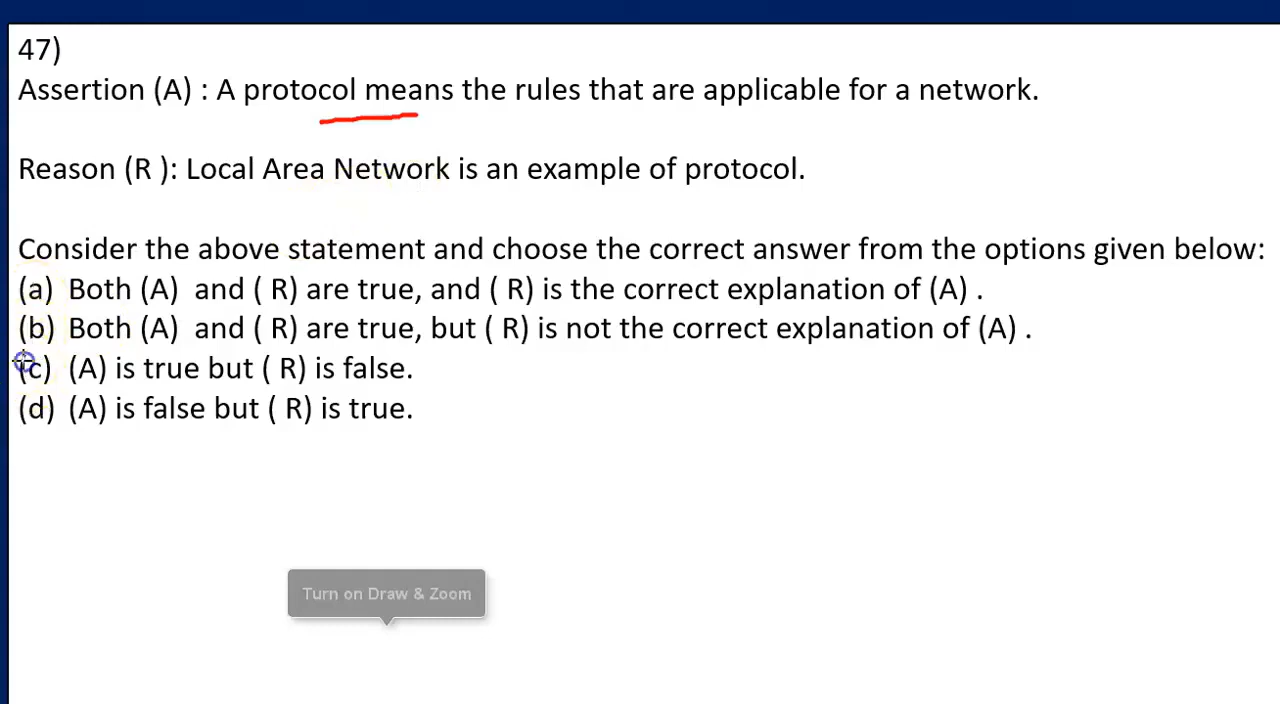 47)
Assertion (A) : A protocol means the rules that are applicable for a network.
Reason (R ): Local Area Network is an example of protocol.
Consider the above statement and choose the correct answer from the options given below:
(a) Both (A) and ( R) are true, and ( R) is the correct explanation of (A) .
(b) Both (A) and ( R) are true, but ( R) is not the correct explanation of (A) .
(c) (A) is true but ( R) is false.
(d) (A) is false but ( R) is true.
Turn on Draw & Zoom